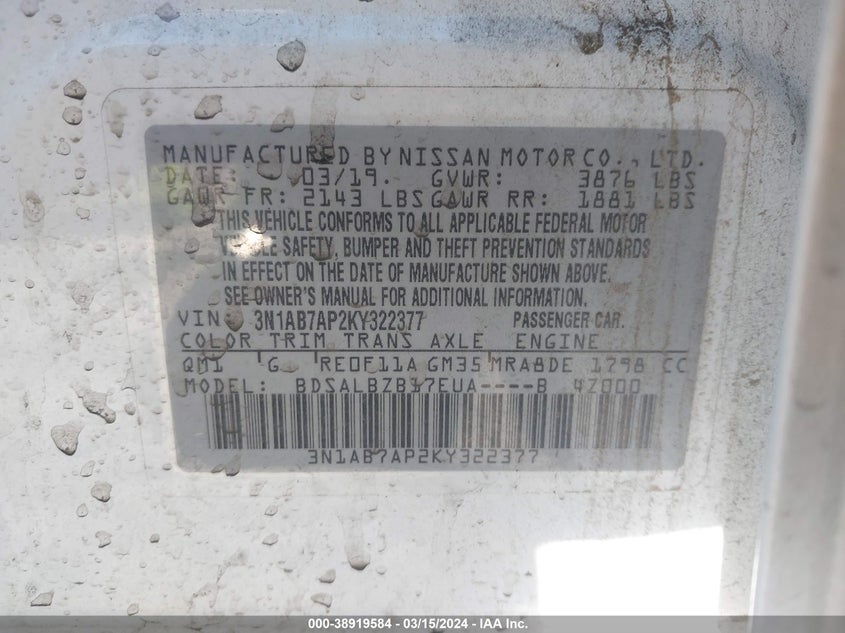 MANUFACTURED BY NISSAN MOTOR CO., LTD.
DATE: 03/19. GVWR: 3876 LBS
GAWR FR: 2143 LBS GAWR RR: 1881 LBS
THIS VEHICLE CONFORMS TO ALL APPLICABLE FEDERAL MOTOR
VEHICLE SAFETY, BUMPER AND THEFT PREVENTION STANDARDS
IN EFFECT ON THE DATE OF MANUFACTURE SHOWN ABOVE.
SEE OWNER'S MANUAL FOR ADDITIONAL INFORMATION.
VIN: 3N1AB7AP2KY322377 PASSENGER CAR.
COLOR TRIM TRANS AXLE ENGINE
QM1 G RE0F11A GM35 MRA8DE 1798 CC
MODEL: BDSALBZB17EUA----B 4Z000
3N1AB7AP2KY322377
000-38919584 - 03/15/2024 - IAA Inc.